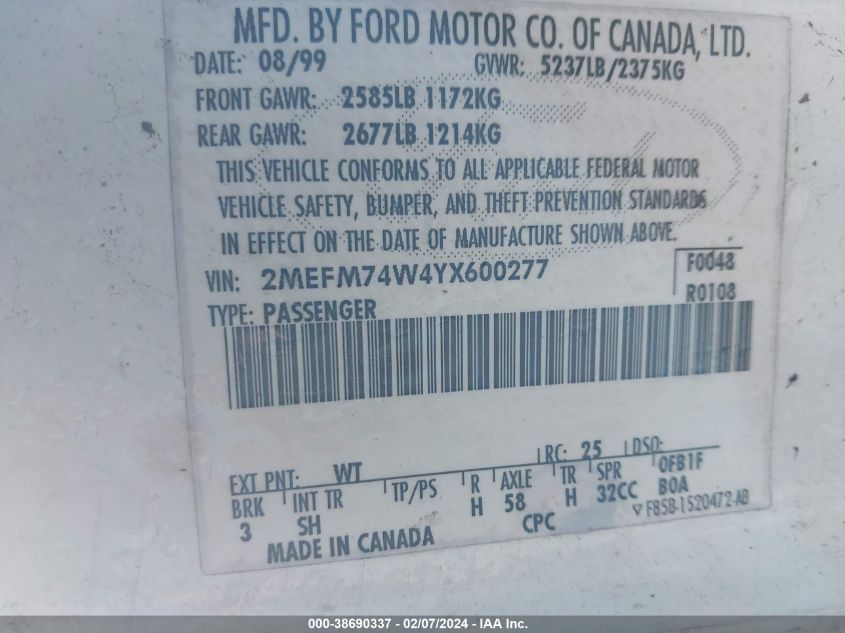 MFD. BY FORD MOTOR CO. OF CANADA, LTD.
DATE: 08/99 GVWR: 5237LB/2375KG
FRONT GAWR: 2585LB 1172KG
REAR GAWR: 2677LB 1214KG
THIS VEHICLE CONFORMS TO ALL APPLICABLE FEDERAL MOTOR
VEHICLE SAFETY, BUMPER, AND THEFT PREVENTION STANDARDS
IN EFFECT ON THE DATE OF MANUFACTURE SHOWN ABOVE.
VIN: 2MEFM74W4YX600277 F0048
TYPE: PASSENGER R0108
EXT PNT: WT RC: 25 DSO:
BRK INT TR TP/PS R AXLE TR SPR OFB1F
3 SH H 58 H 32CC BOA
MADE IN CANADA CPC ▽ F85B-1520472-AB
000-38690337 - 02/07/2024 - IAA Inc.